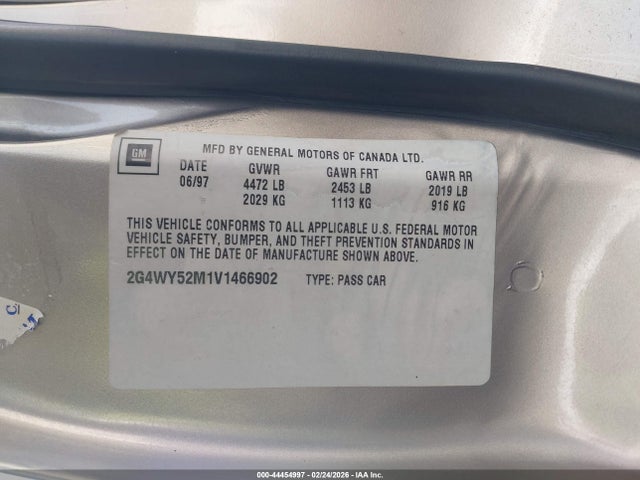 GM
MFD BY GENERAL MOTORS OF CANADA LTD.
DATE GVWR GAWR FRT GAWR RR
06/97 4472 LB 2453 LB 2019 LB
2029 KG 1113 KG 916 KG
THIS VEHICLE CONFORMS TO ALL APPLICABLE U.S. FEDERAL MOTOR
VEHICLE SAFETY, BUMPER, AND THEFT PREVENTION STANDARDS IN
EFFECT ON THE DATE OF MANUFACTURE SHOWN ABOVE.
2G4WY52M1V1466902 TYPE: PASS CAR
000-44454997 - 02/24/2026 - IAA Inc.